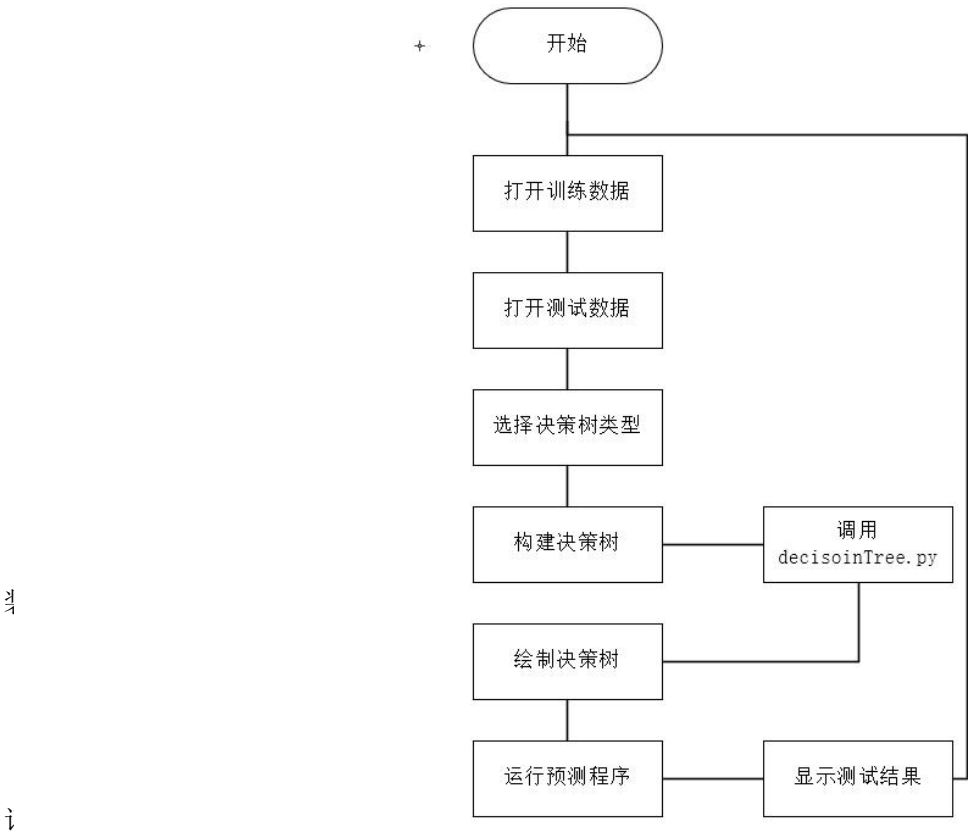 开始
打开训练数据
打开测试数据
选择决策树类型
构建决策树
调用
decisoinTree.py
绘制决策树
运行预测程序
显示测试结果